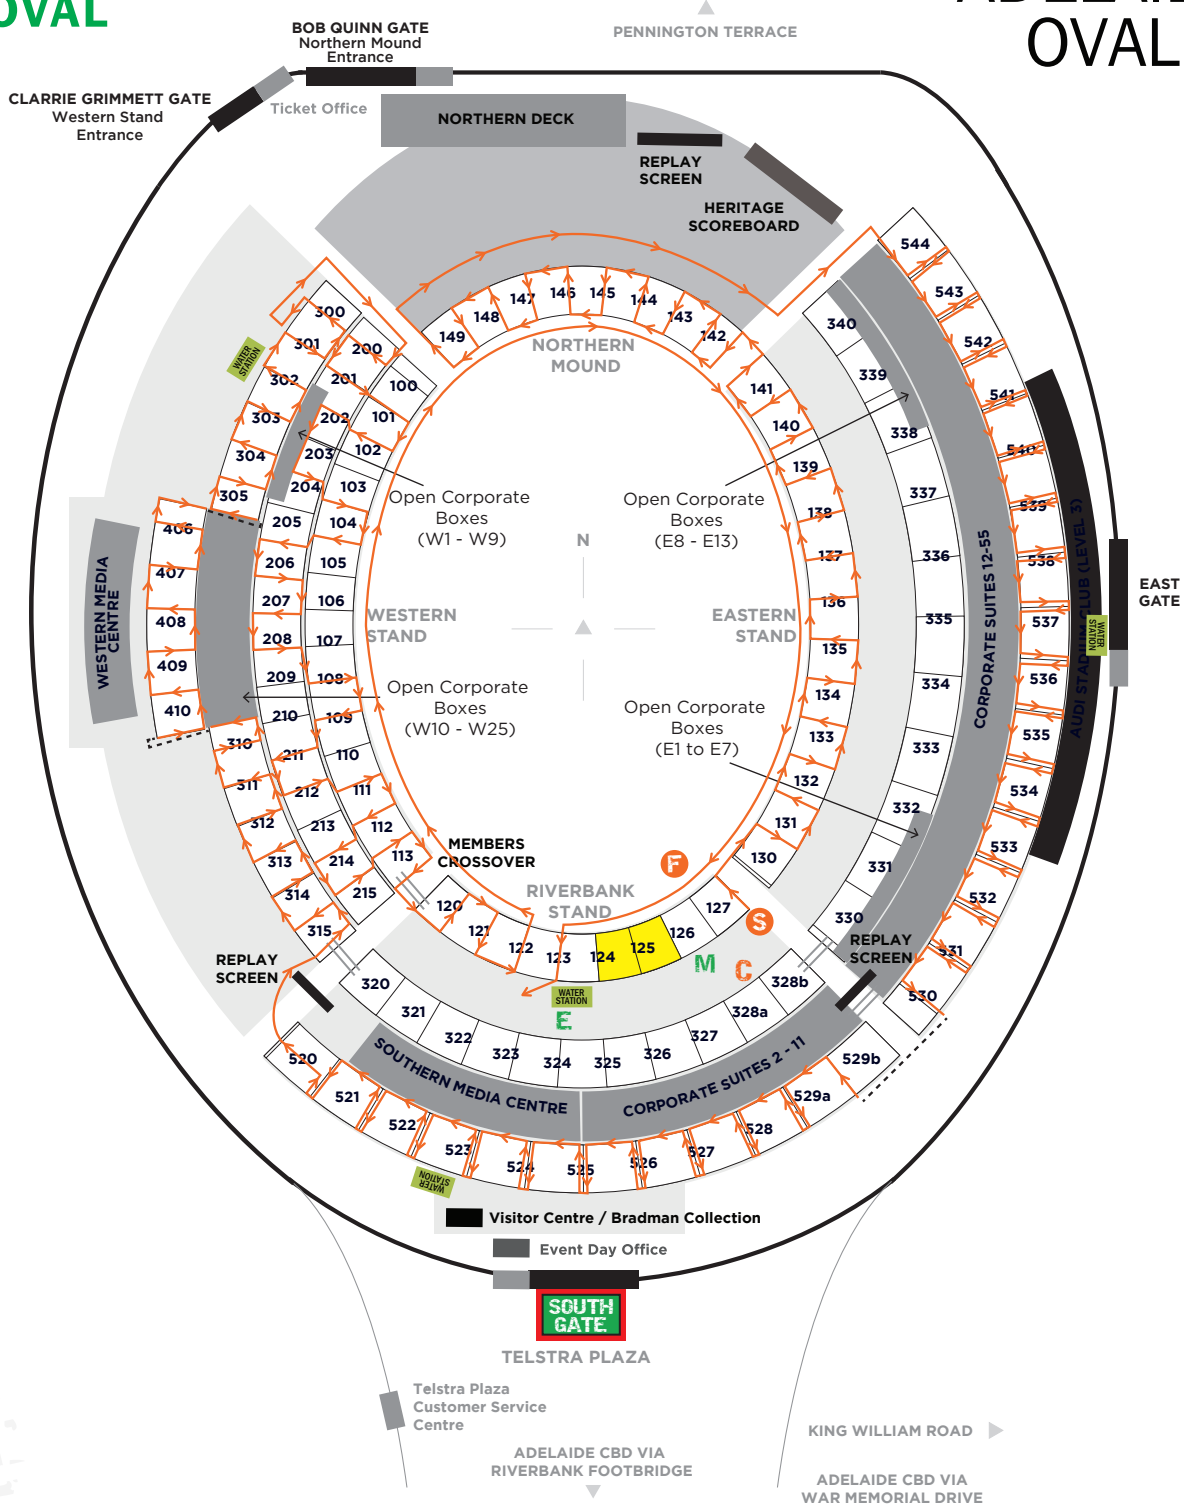 OVAL
OVAL
PENNINGTON TERRACE
BOB QUINN GATE
Northern Mound
Entrance
CLARRIE GRIMMETT GATE
Western Stand
Entrance
Ticket Office
NORTHERN DECK
REPLAY
SCREEN
HERITAGE
SCOREBOARD
544
543
542
541
540
539
538
537
536
535
534
533
532
531
530
149
148
147
146
145
144
143
142
141
140
139
138
137
136
135
134
133
132
131
130
NORTHERN
MOUND
300
301
302
303
304
305
WATER
STATION
200
201
202
203
204
205
206
207
208
209
210
211
212
213
214
215
100
101
102
103
104
105
106
107
108
109
110
111
112
113
406
407
408
409
410
310
311
312
313
314
315
340
339
338
337
336
335
334
333
332
331
330
Open Corporate
Boxes
(W1 - W9)
Open Corporate
Boxes
(E8 - E13)
N
WESTERN MEDIA
CENTRE
WESTERN
STAND
EASTERN
STAND
CORPORATE SUITES 12-55
AUDI STADIUM CLUB (LEVEL 3)
WATER
STATION
EAST
GATE
Open Corporate
Boxes
(W10 - W25)
Open Corporate
Boxes
(E1 to E7)
MEMBERS
CROSSOVER
RIVERBANK
STAND
F
S
M
C
E
120
121
122
123
124
125
126
127
WATER
STATION
REPLAY
SCREEN
REPLAY
SCREEN
320
321
322
323
324
325
326
327
328a
328b
SOUTHERN MEDIA CENTRE
CORPORATE SUITES 2 - 11
520
521
522
523
524
525
526
527
528
529a
529b
WATER
STATION
Visitor Centre / Bradman Collection
Event Day Office
SOUTH
GATE
TELSTRA PLAZA
Telstra Plaza
Customer Service
Centre
ADELAIDE CBD VIA
RIVERBANK FOOTBRIDGE
KING WILLIAM ROAD
ADELAIDE CBD VIA
WAR MEMORIAL DRIVE